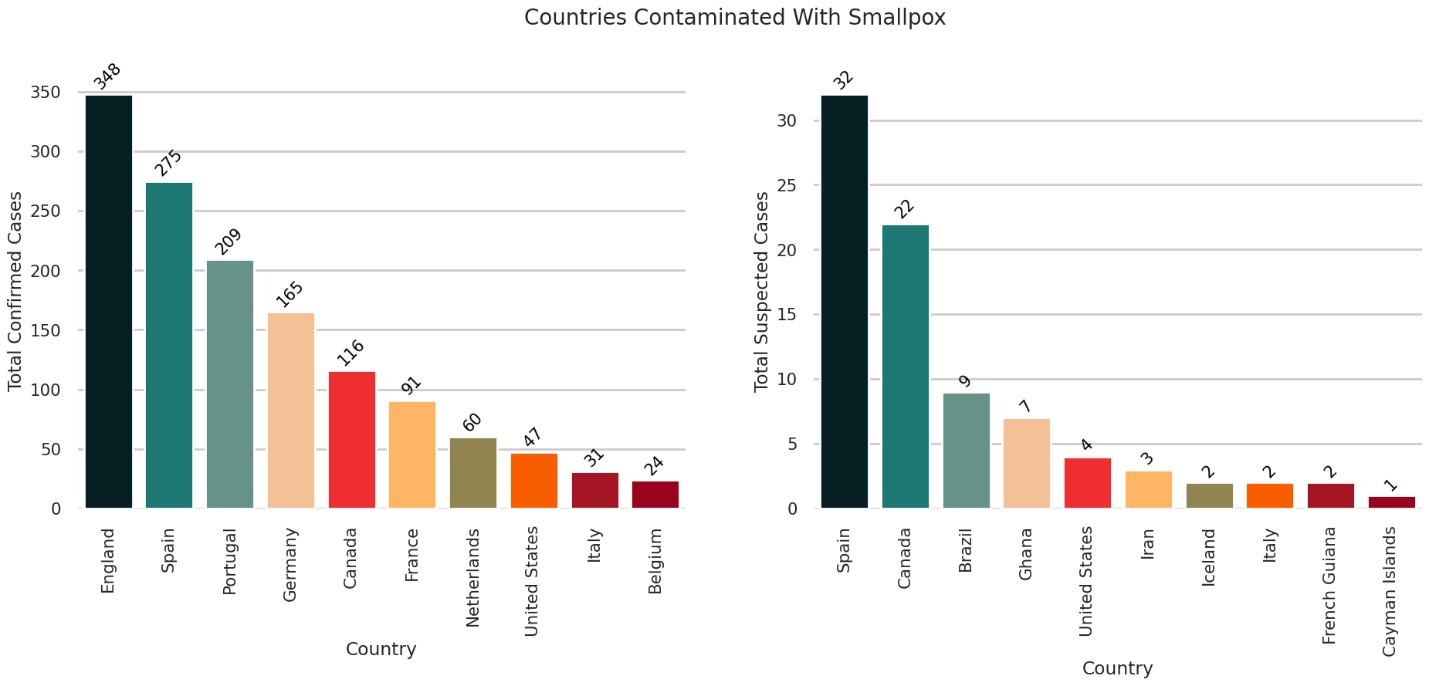 Countries Contaminated With Smallpox
Total Confirmed Cases
350
300
250
200
150
100
50
0
348
275
209
165
116
91
60
47
31
24
England
Spain
Portugal
Germany
Canada
France
Netherlands
United States
Italy
Belgium
Country
Total Suspected Cases
30
25
20
15
10
5
0
32
22
9
7
4
3
2
2
2
1
Spain
Canada
Brazil
Ghana
United States
Iran
Iceland
Italy
French Guiana
Cayman Islands
Country